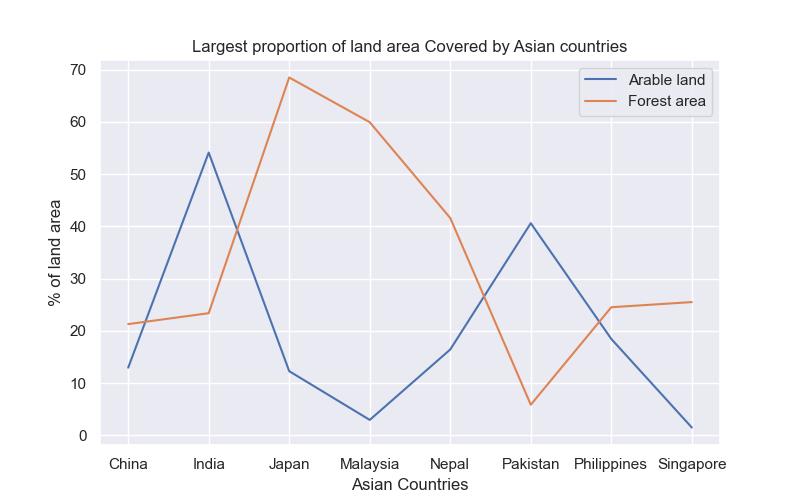 Largest proportion of land area Covered by Asian countries
Arable land
Forest area
% of land area
70
60
50
40
30
20
10
0
China India Japan Malaysia Nepal Pakistan Philippines Singapore
Asian Countries